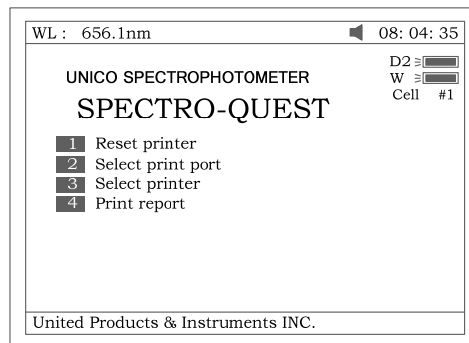 WL : 656.1nm 08: 04: 35
D2
W
Cell #1
UNICO SPECTROPHOTOMETER
SPECTRO-QUEST
1 Reset printer
2 Select print port
3 Select printer
4 Print report
United Products & Instruments INC.